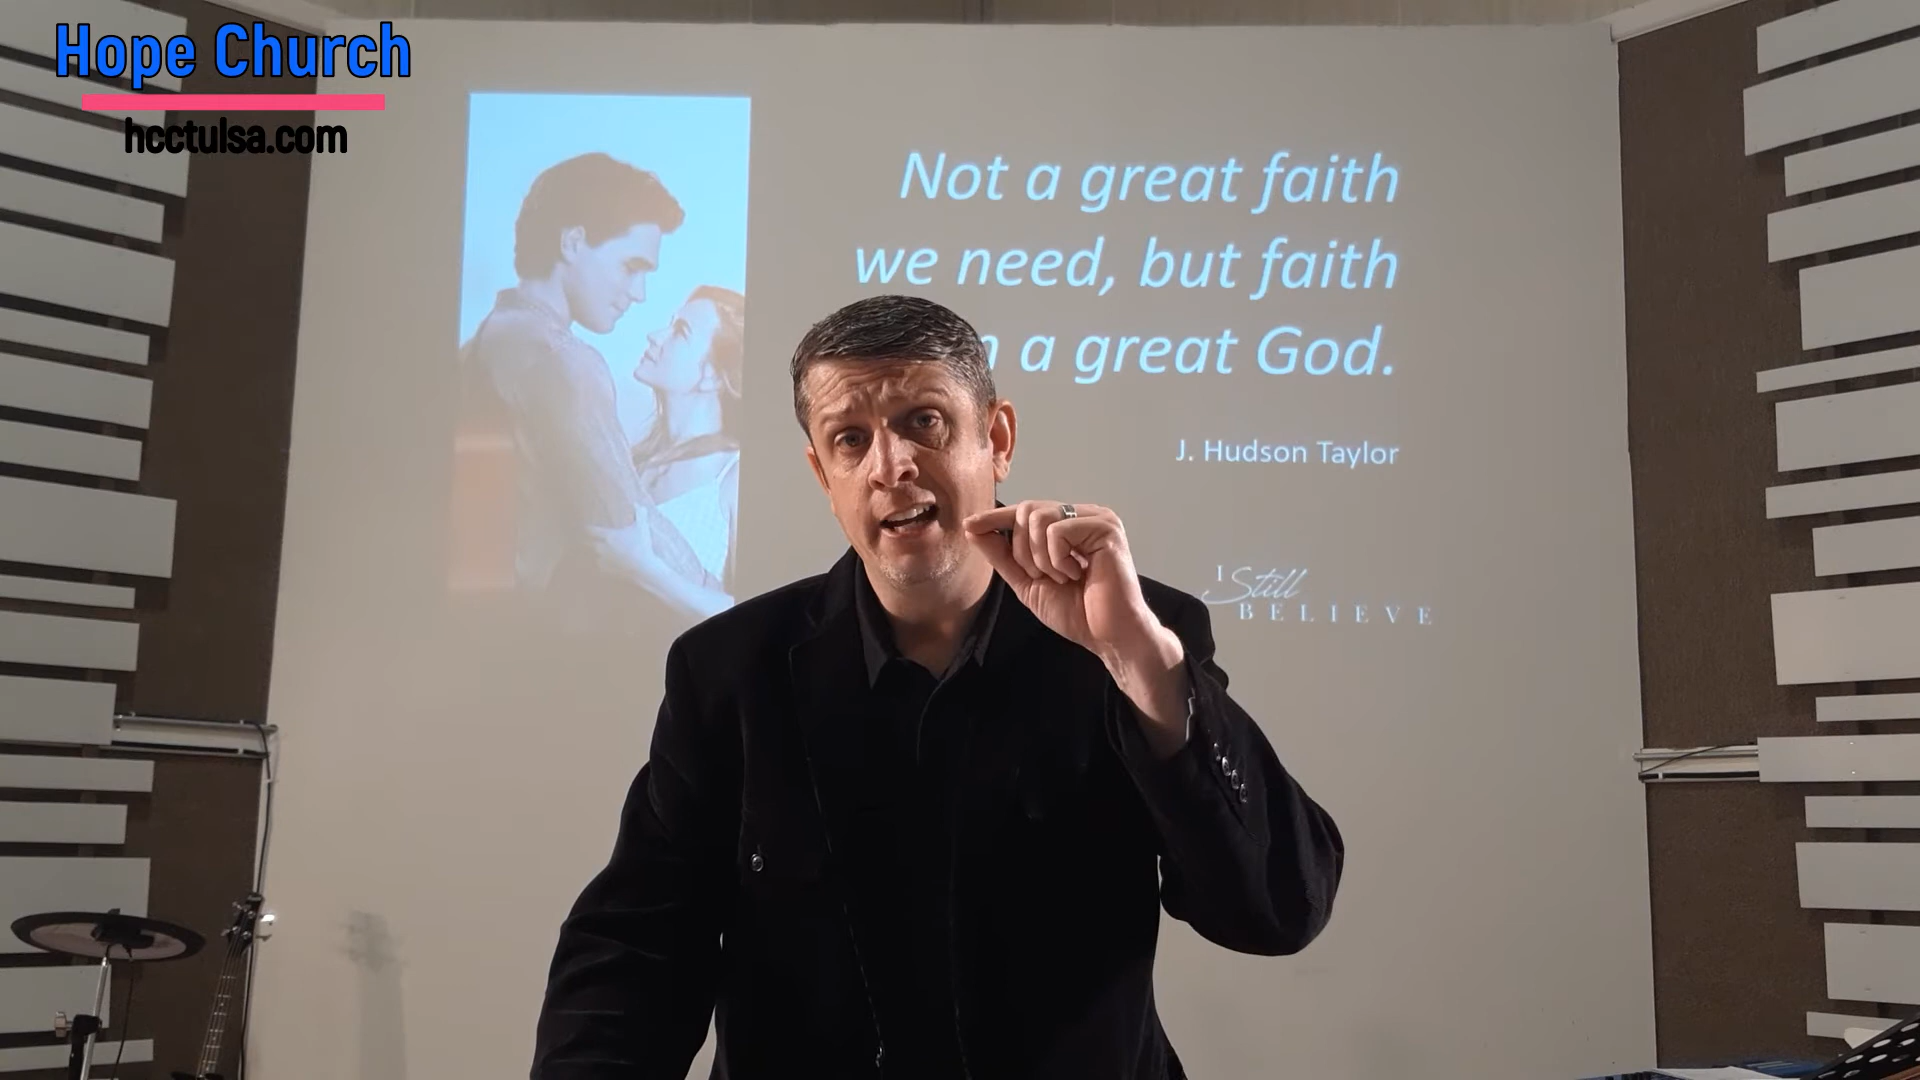 Hope Church
hcctulsa.com
Not a great faith
we need, but faith
a great God.
J. Hudson Taylor
I Still
BELIEVE